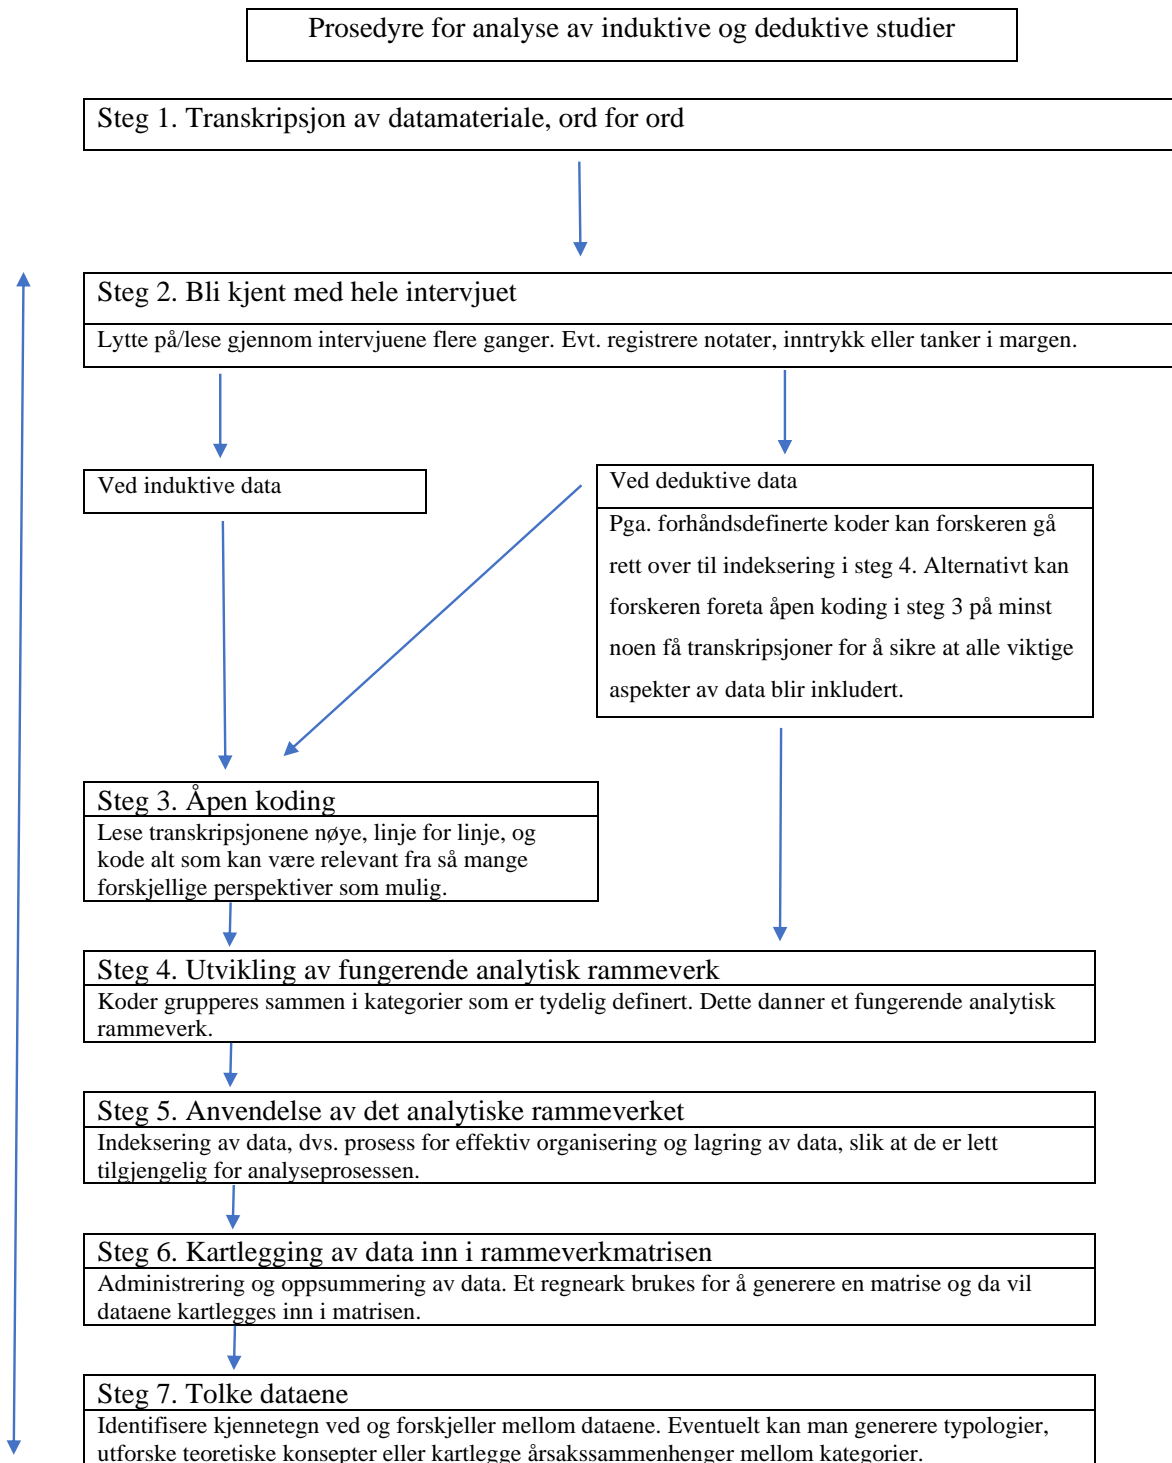 Prosedyre for analyse av induktive og deduktive studier
Steg 1. Transkripsjon av datamateriale, ord for ord
Steg 2. Bli kjent med hele intervjuet
Lytte på/lese gjennom intervjuene flere ganger. Evt. registrere notater, inntrykk eller tanker i margen.
Ved induktive data
Ved deduktive data
Pga. forhåndsdefinerte koder kan forskeren gå
rett over til indeksering i steg 4. Alternativt kan
forskeren foreta åpen koding i steg 3 på minst
noen få transkripsjoner for å sikre at alle viktige
aspekter av data blir inkludert.
Steg 3. Åpen koding
Lese transkripsjonene nøye, linje for linje, og
kode alt som kan være relevant fra så mange
forskjellige perspektiver som mulig.
Steg 4. Utvikling av fungerende analytisk rammeverk
Koder grupperes sammen i kategorier som er tydelig definert. Dette danner et fungerende analytisk
rammeverk.
Steg 5. Anvendelse av det analytiske rammeverket
Indeksering av data, dvs. prosess for effektiv organisering og lagring av data, slik at de er lett
tilgjengelig for analyseprosessen.
Steg 6. Kartlegging av data inn i rammeverkmatrisen
Administrering og oppsummering av data. Et regneark brukes for å generere en matrise og da vil
dataene kartlegges inn i matrisen.
Steg 7. Tolke dataene
Identifisere kjennetegn ved og forskjeller mellom dataene. Eventuelt kan man generere typologier,
utforske teoretiske konsepter eller kartlegge årsakssammenhenger mellom kategorier.